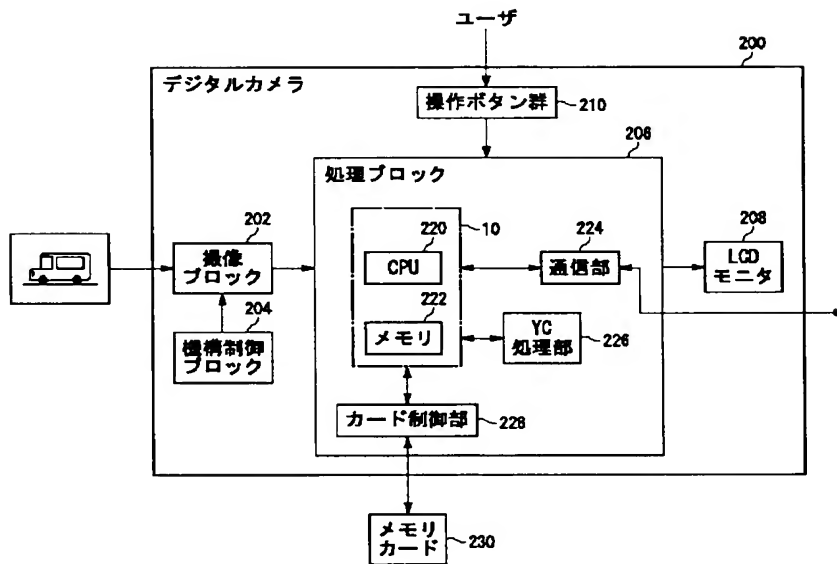 ユーザ
200
デジタルカメラ
操作ボタン群
210
206
処理ブロック
202
撮像
ブロック
204
機構制御
ブロック
10
220
CPU
222
メモリ
224
通信部
YC
処理部
226
カード制御部
228
208
LCD
モニタ
メモリ
カード
230